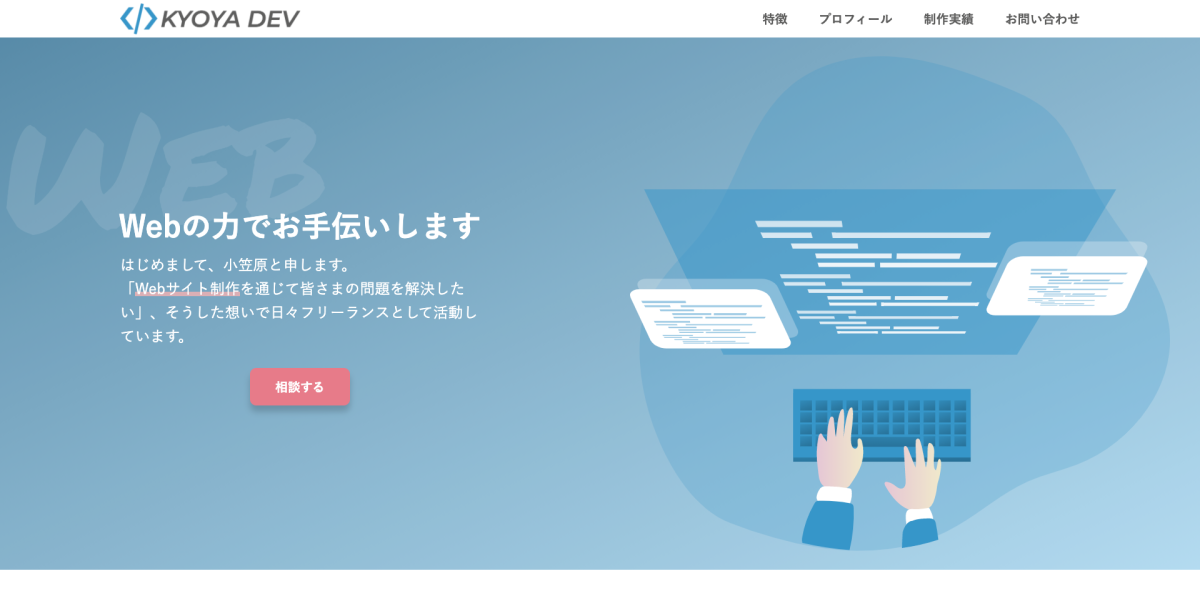 KYOYA DEV
特徴 プロフィール 制作実績 お問い合わせ
WEB
Webの力でお手伝いします
はじめまして、小笠原と申します。
「Webサイト制作を通じて皆さまの問題を解決した
い」、そうした想いで日々フリーランスとして活動し
ています。
相談する